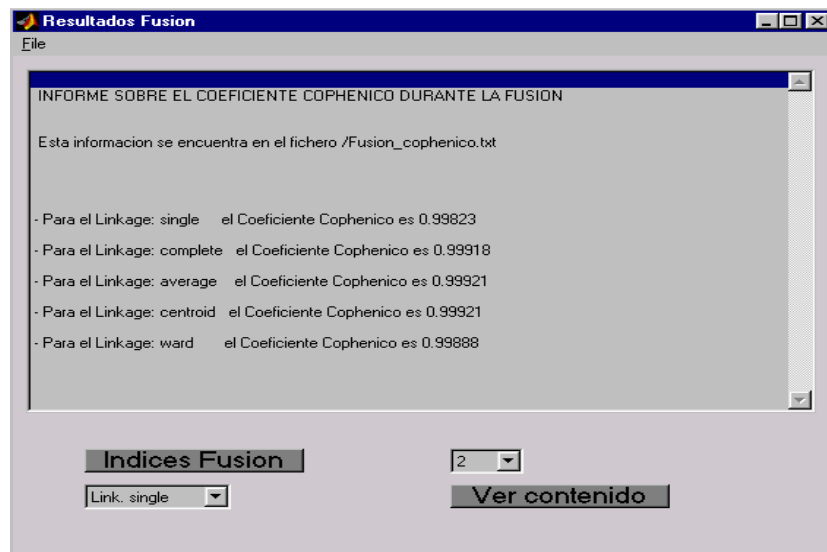 Resultados Fusion
File
INFORME SOBRE EL COEFICIENTE COPHENICO DURANTE LA FUSION
Esta informacion se encuentra en el fichero /Fusion_cophenico.txt
- Para el Linkage: single el Coeficiente Cophenico es 0.99823
- Para el Linkage: complete el Coeficiente Cophenico es 0.99918
- Para el Linkage: average el Coeficiente Cophenico es 0.99921
- Para el Linkage: centroid el Coeficiente Cophenico es 0.99921
- Para el Linkage: ward el Coeficiente Cophenico es 0.99888
Indices Fusion
2
Link. single
Ver contenido